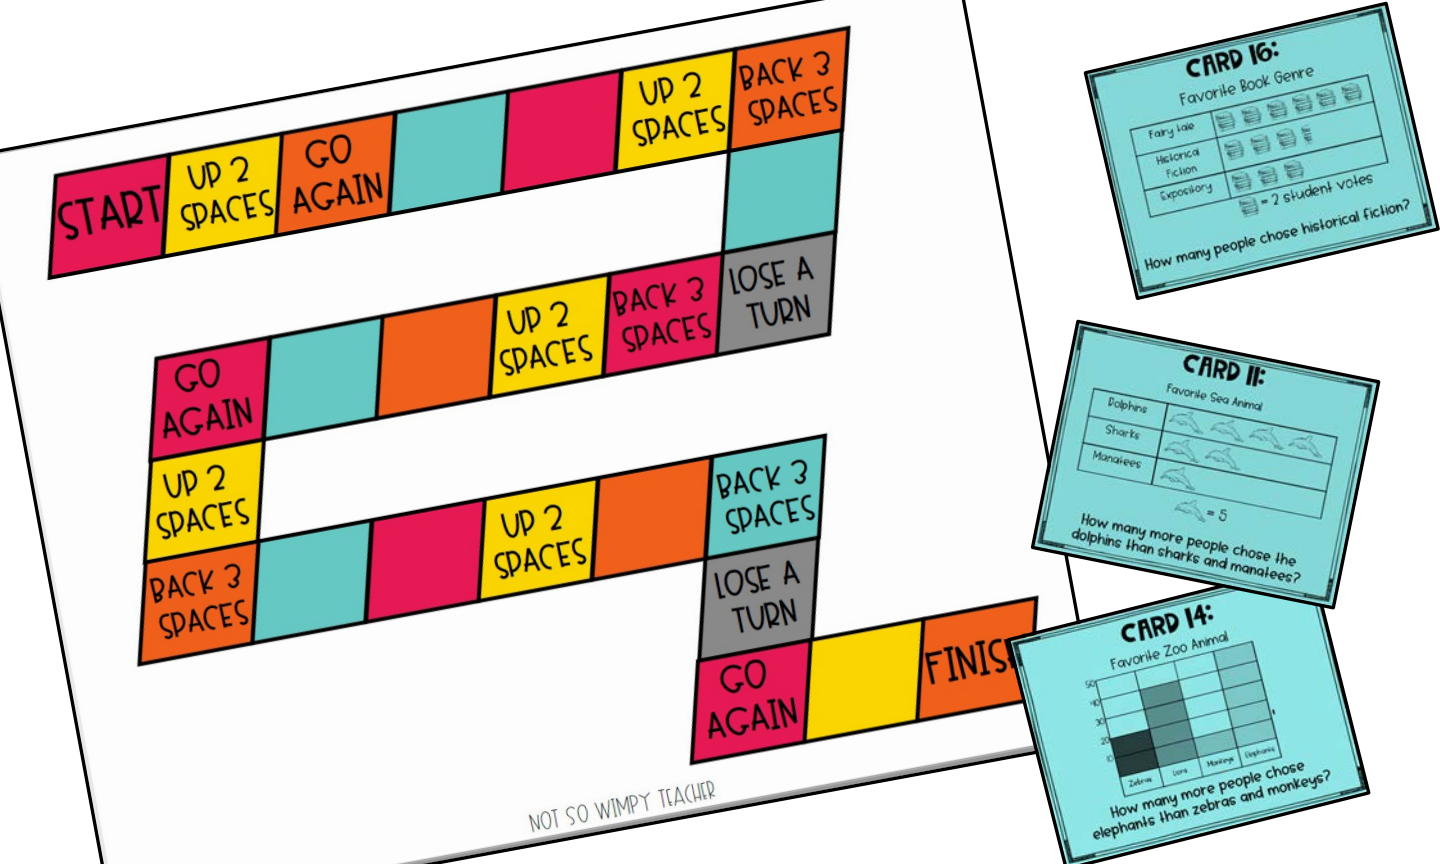 START
UP 2
SPACES
GO
AGAIN
UP 2
SPACES
BACK 3
SPACES
LOSE A
TURN
BACK 3
SPACES
UP 2
SPACES
GO
AGAIN
UP 2
SPACES
BACK 3
SPACES
UP 2
SPACES
BACK 3
SPACES
LOSE A
TURN
GO
AGAIN
FINIS
NOT SO WIMPY TEACHER
CARD 16:
Favorite Book Genre
Fairy tale
Historical
Fiction
Expository
= 2 student votes
How many people chose historical fiction?
CARD 11:
Favorite Sea Animal
Dolphins
Sharks
Manatees
= 5
How many more people chose the
dolphins than sharks and manatees?
CARD 14:
Favorite Zoo Animal
50
40
30
20
10
Zebras Lions Monkeys Elephants
How many more people chose
elephants than zebras and monkeys?